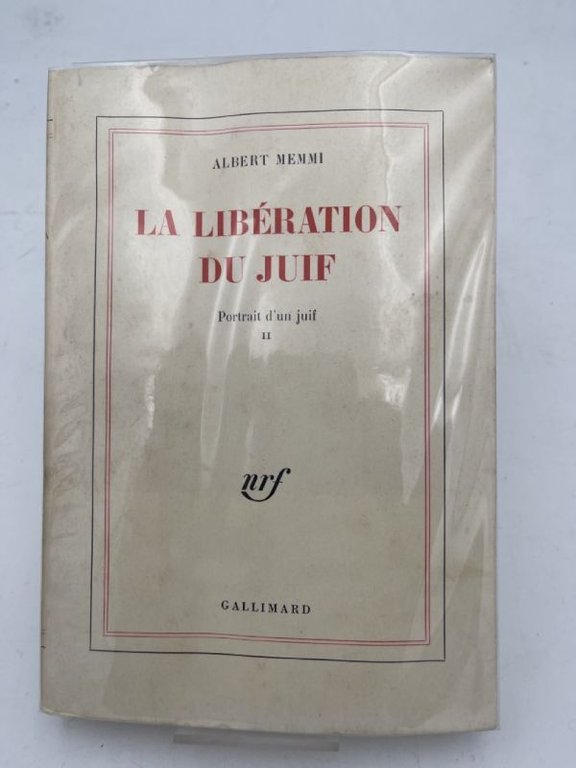 ALBERT MEMMI
LA LIBÉRATION
DU JUIF
Portrait d'un juif
II
nrf
GALLIMARD